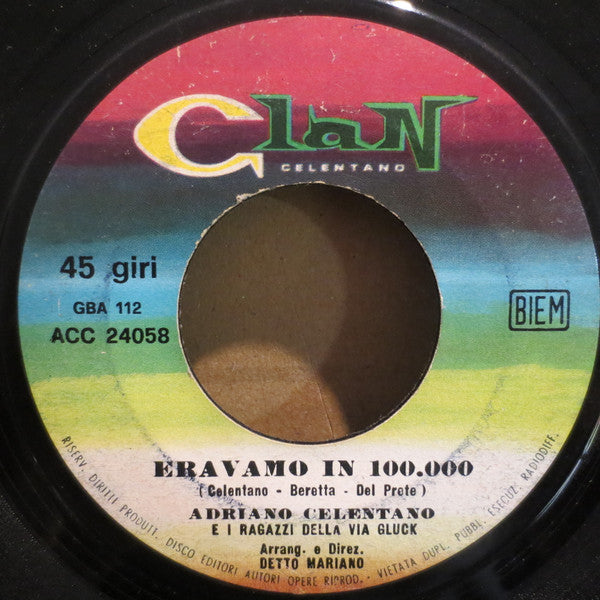 Clan
CELENTANO
45 giri
GBA 112
ACC 24058
BIEM
ERAVAMO IN 100.000
(Celentano - Beretta - Del Prete)
ADRIANO CELENTANO
E I RAGAZZI DELLA VIA GLUCK
Arrang. e Direz.
DETTO MARIANO
RISERV. DIRITTI PRODUIT. DISCO EDITORI AUTORI OPERE RIPROD. - VIETATA DUPL. PUBBL. ESECUZ. RADIODIFF.